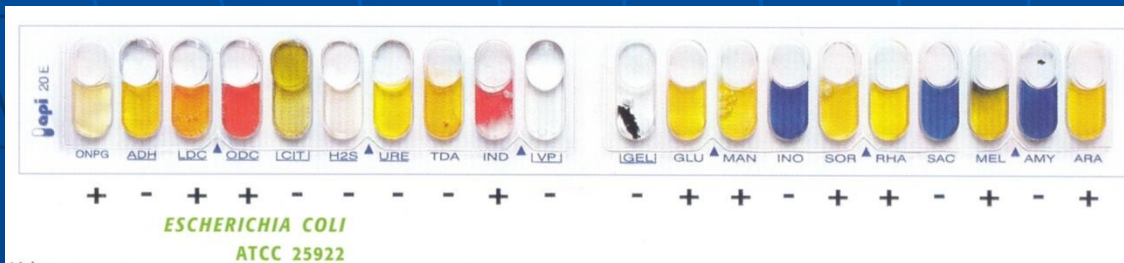 api 20 E
ONPG ADH LDC ODC CIT H2S URE TDA IND VP GEL GLU MAN INO SOR RHA SAC MEL AMY ARA
+ - + + - - - - + - - + + - + + - + - +
ESCHERICHIA COLI
ATCC 25922